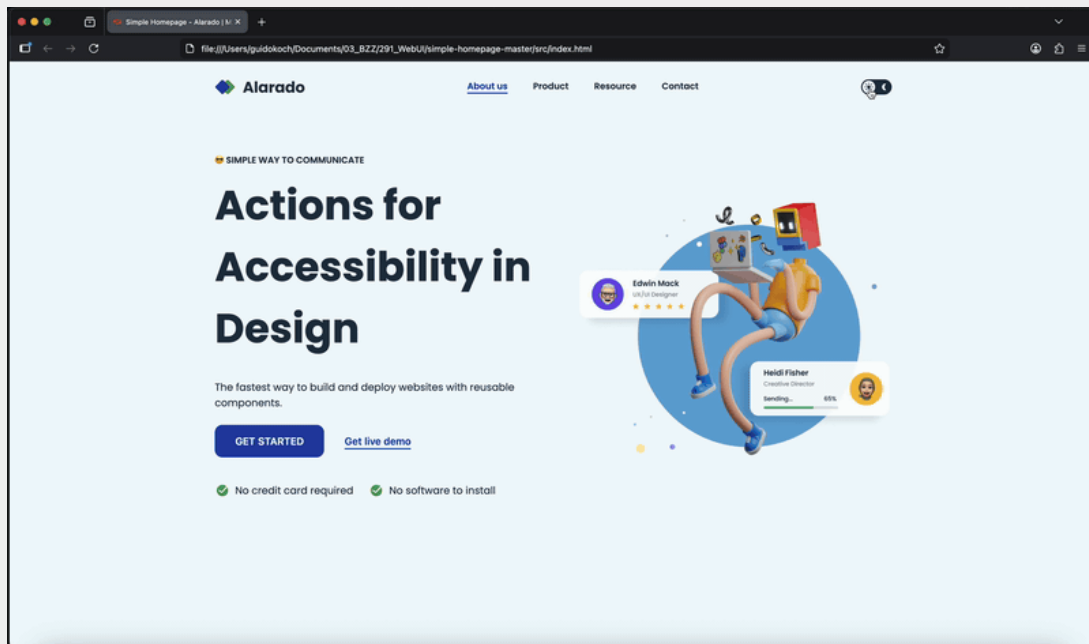 Simple Homepage - Alarado | M
file:///Users/guidokoch/Documents/03_BZZ/291_WebUI/simple-homepage-master/src/index.html
Alarado
About us
Product
Resource
Contact
😎 SIMPLE WAY TO COMMUNICATE
Actions for
Accessibility in
Design
The fastest way to build and deploy websites with reusable
components.
GET STARTED
Get live demo
No credit card required
No software to install
Edwin Mack
UX/UI Designer
Heidi Fisher
Creative Director
Sending...
65%